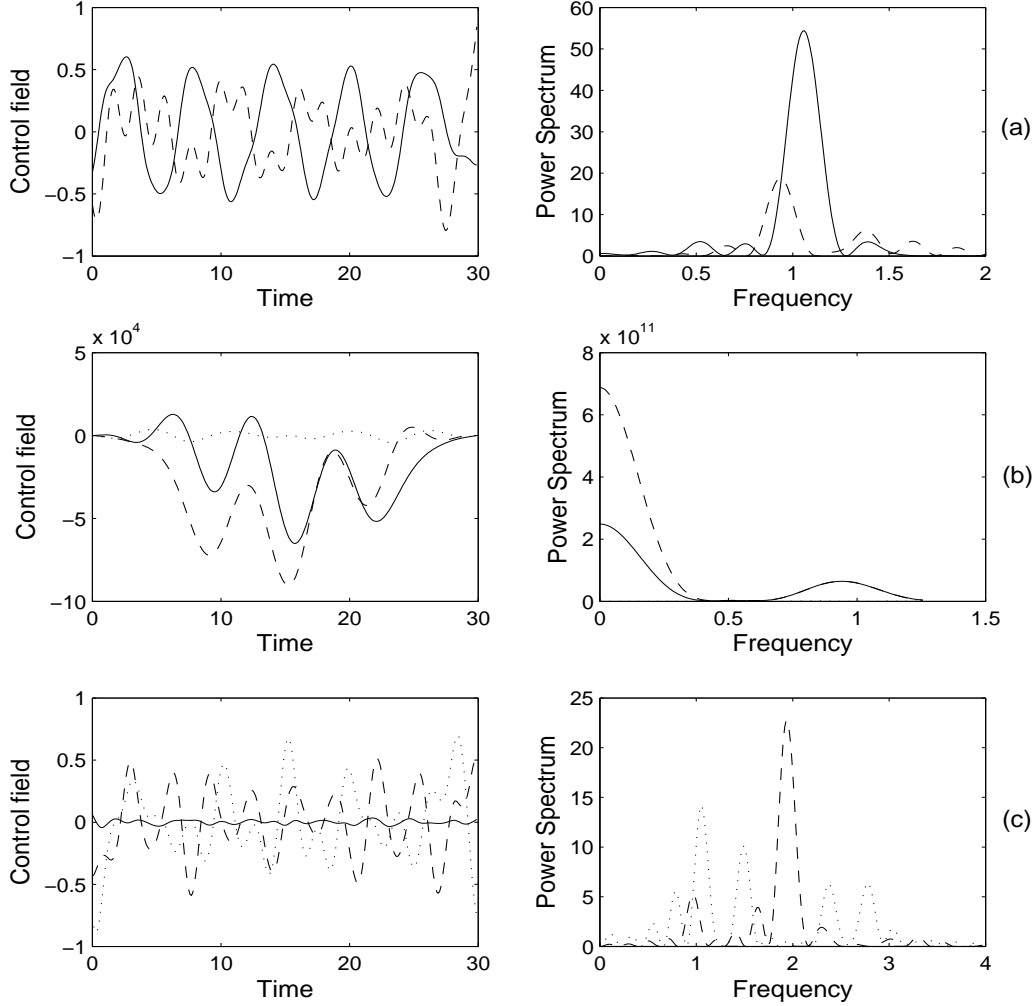 1
0.5
0
−0.5
−1
0 10 20 30
Time
Control field
60
50
40
30
20
10
0
0 0.5 1 1.5 2
Frequency
Power Spectrum
(a)
x 10^4
5
0
−5
−10
0 10 20 30
Time
Control field
x 10^11
8
6
4
2
0
0 0.5 1 1.5
Frequency
Power Spectrum
(b)
1
0.5
0
−0.5
−1
0 10 20 30
Time
Control field
25
20
15
10
5
0
0 1 2 3 4
Frequency
Power Spectrum
(c)